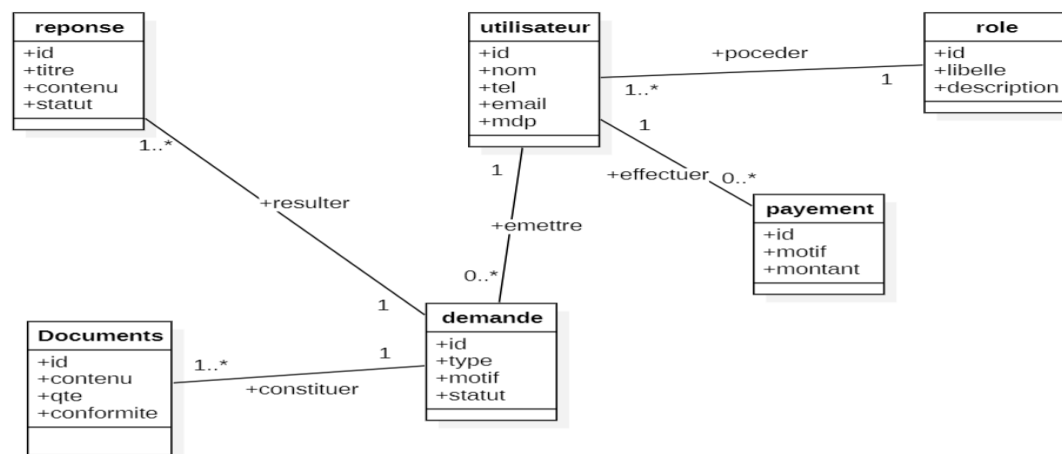 reponse
+id
+titre
+contenu
+statut
utilisateur
+id
+nom
+tel
+email
+mdp
role
+id
+libelle
+description
+poceder
1..*
1
1
+effectuer
0..*
payement
+id
+motif
+montant
1..*
+resulter
1
1
+emettre
0..*
demande
+id
+type
+motif
+statut
Documents
+id
+contenu
+qte
+conformite
1..*
1
+constituer